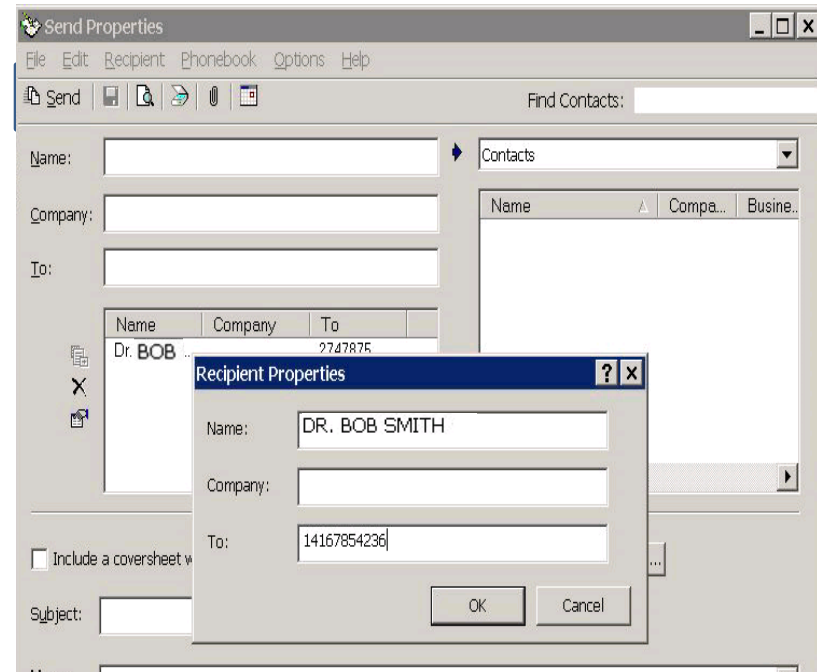 Send Properties
File Edit Recipient Phonebook Options Help
Send
Find Contacts:
Name:
Contacts
Company:
Name Compa... Busine..
To:
Name Company To
Dr. BOB ... 2747875
Recipient Properties
Name: DR. BOB SMITH
Company:
To: 14167854236
Include a coversheet w
...
OK Cancel
Subject: